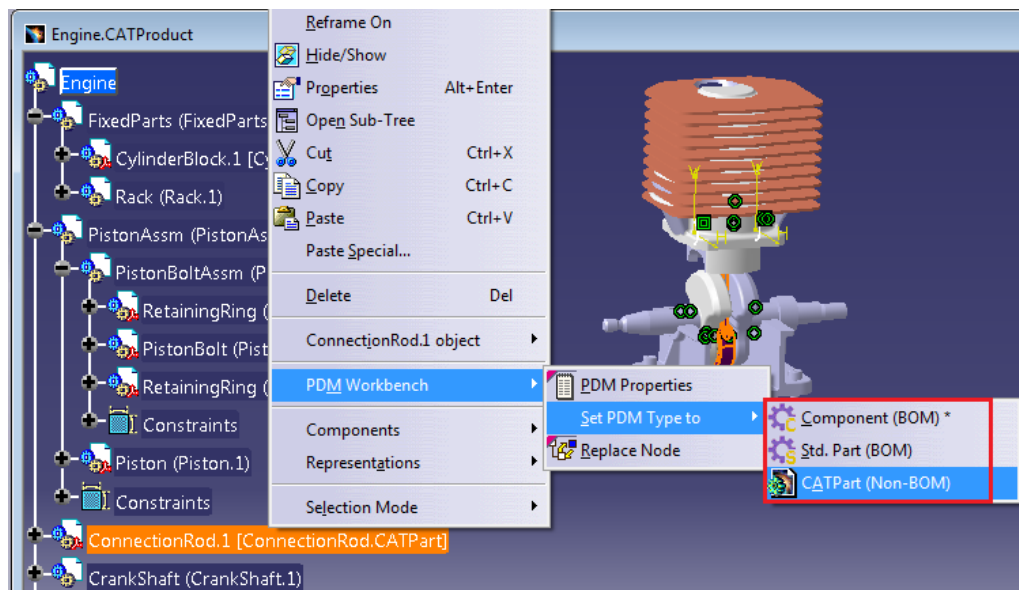 Engine.CATProduct
Engine
FixedParts (FixedParts
CylinderBlock.1 [Cy
Rack (Rack.1)
PistonAssm (PistonAs
PistonBoltAssm (P
RetainingRing (
PistonBolt (Pist
RetainingRing (
Constraints
Piston (Piston.1)
Constraints
ConnectionRod.1 [ConnectionRod.CATPart]
CrankShaft (CrankShaft.1)
Reframe On
Hide/Show
Properties Alt+Enter
Open Sub-Tree
Cut Ctrl+X
Copy Ctrl+C
Paste Ctrl+V
Paste Special...
Delete Del
ConnectionRod.1 object
PDM Workbench
Components
Representations
Selection Mode
PDM Properties
Set PDM Type to
Replace Node
Component (BOM) *
Std. Part (BOM)
CATPart (Non-BOM)